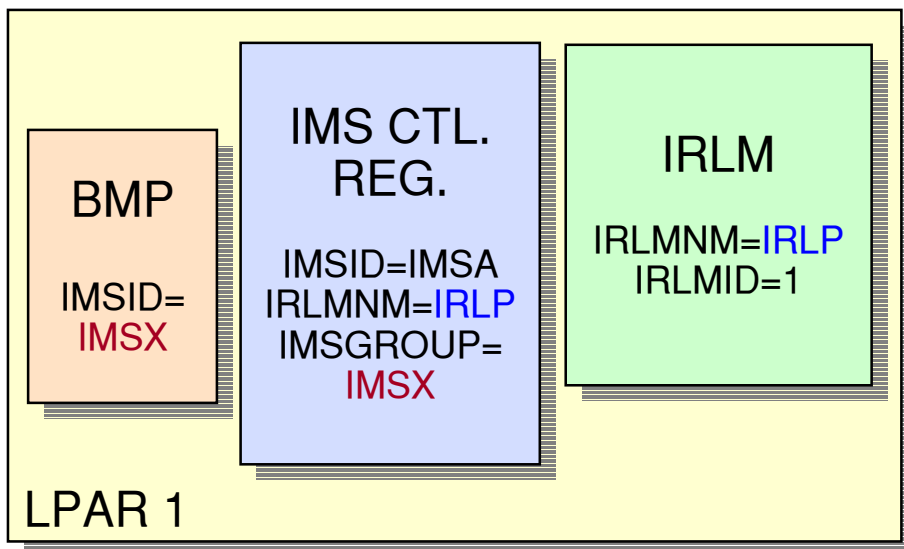 BMP
IMSID=
IMSX
IMS CTL.
REG.
IMSID=IMSA
IRLMNM=IRLP
IMSGROUP=
IMSX
IRLM
IRLMNM=IRLP
IRLMID=1
LPAR 1